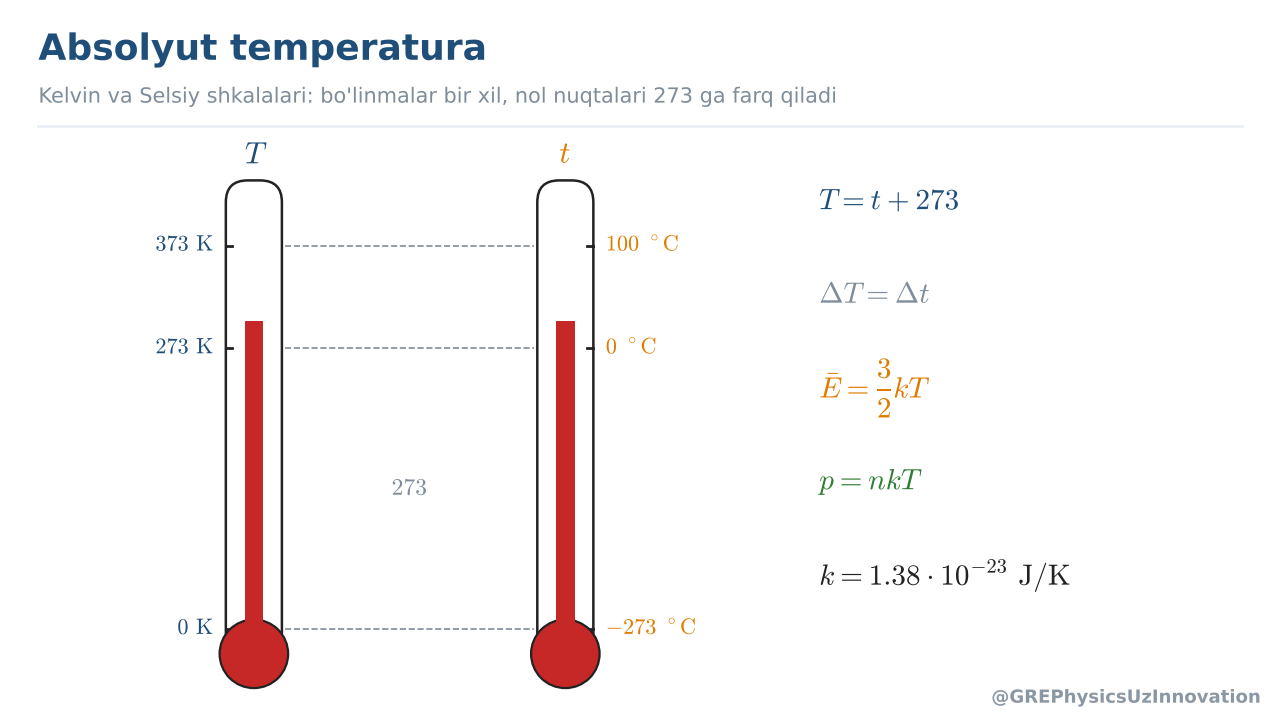 Absolyut temperatura
Kelvin va Selsiy shkalalari: bo'linmalar bir xil, nol nuqtalari 273 ga farq qiladi
T
t
373 K
100 °C
273 K
0 °C
273
0 K
−273 °C
T = t + 273
ΔT = Δt
Ē = 3/2 kT
p = nkT
k = 1.38 · 10⁻²³ J/K
@GREPhysicsUzInnovation